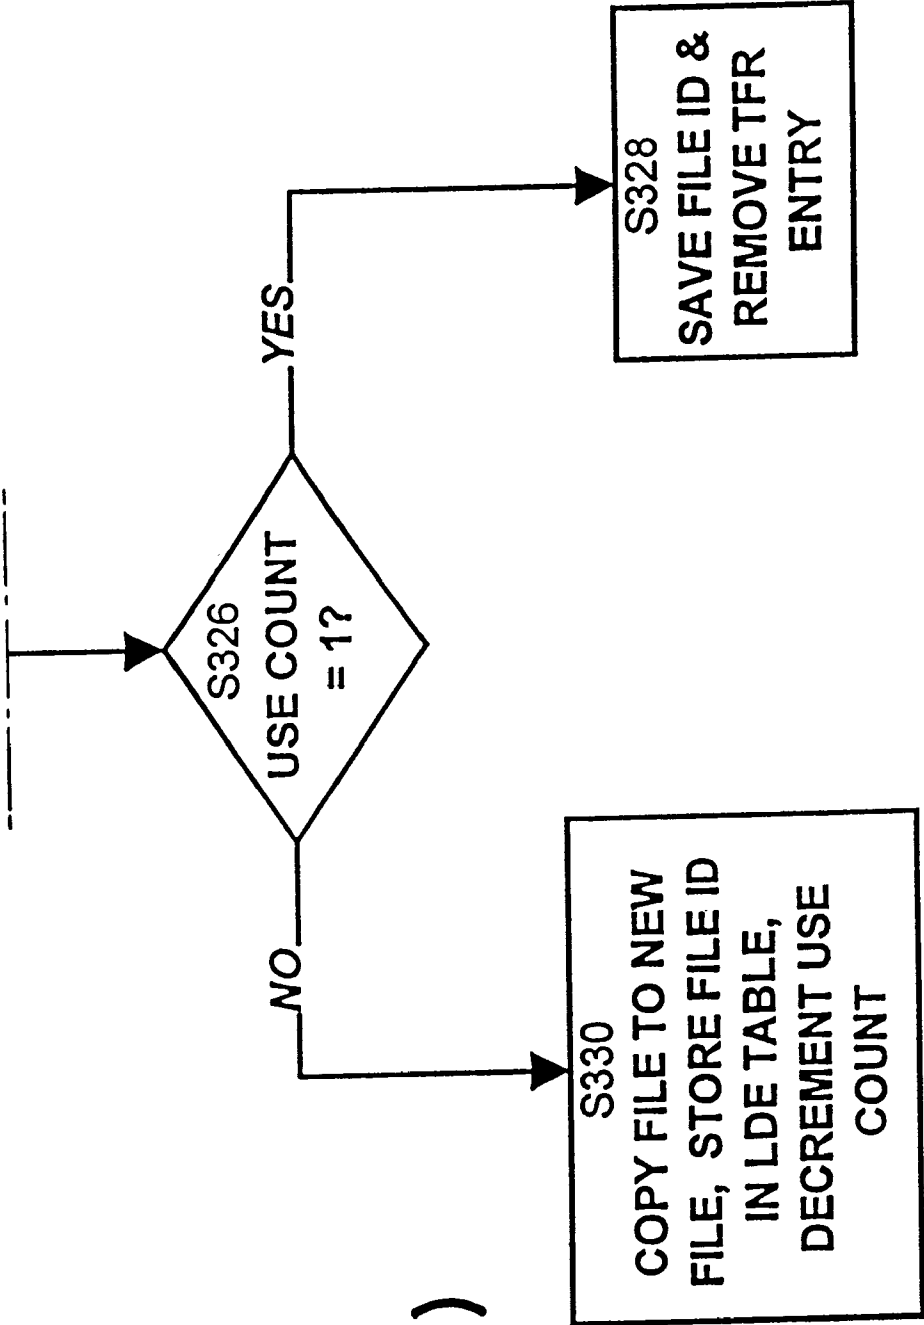 S326
USE COUNT
= 1?
NO
YES
S330
COPY FILE TO NEW
FILE, STORE FILE ID
IN LDE TABLE,
DECREMENT USE
COUNT
S328
SAVE FILE ID &
REMOVE TFR
ENTRY